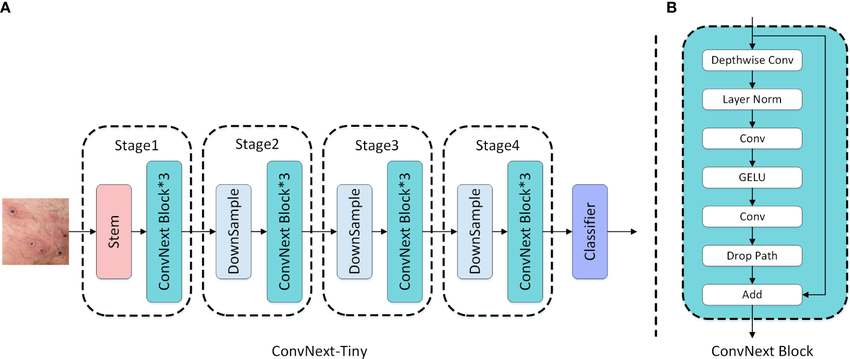 A
B
Stage1
Stage2
Stage3
Stage4
Stem
ConvNext Block*3
DownSample
ConvNext Block*3
DownSample
ConvNext Block*3
DownSample
ConvNext Block*3
Classifier
ConvNext-Tiny
Depthwise Conv
Layer Norm
Conv
GELU
Conv
Drop Path
Add
ConvNext Block